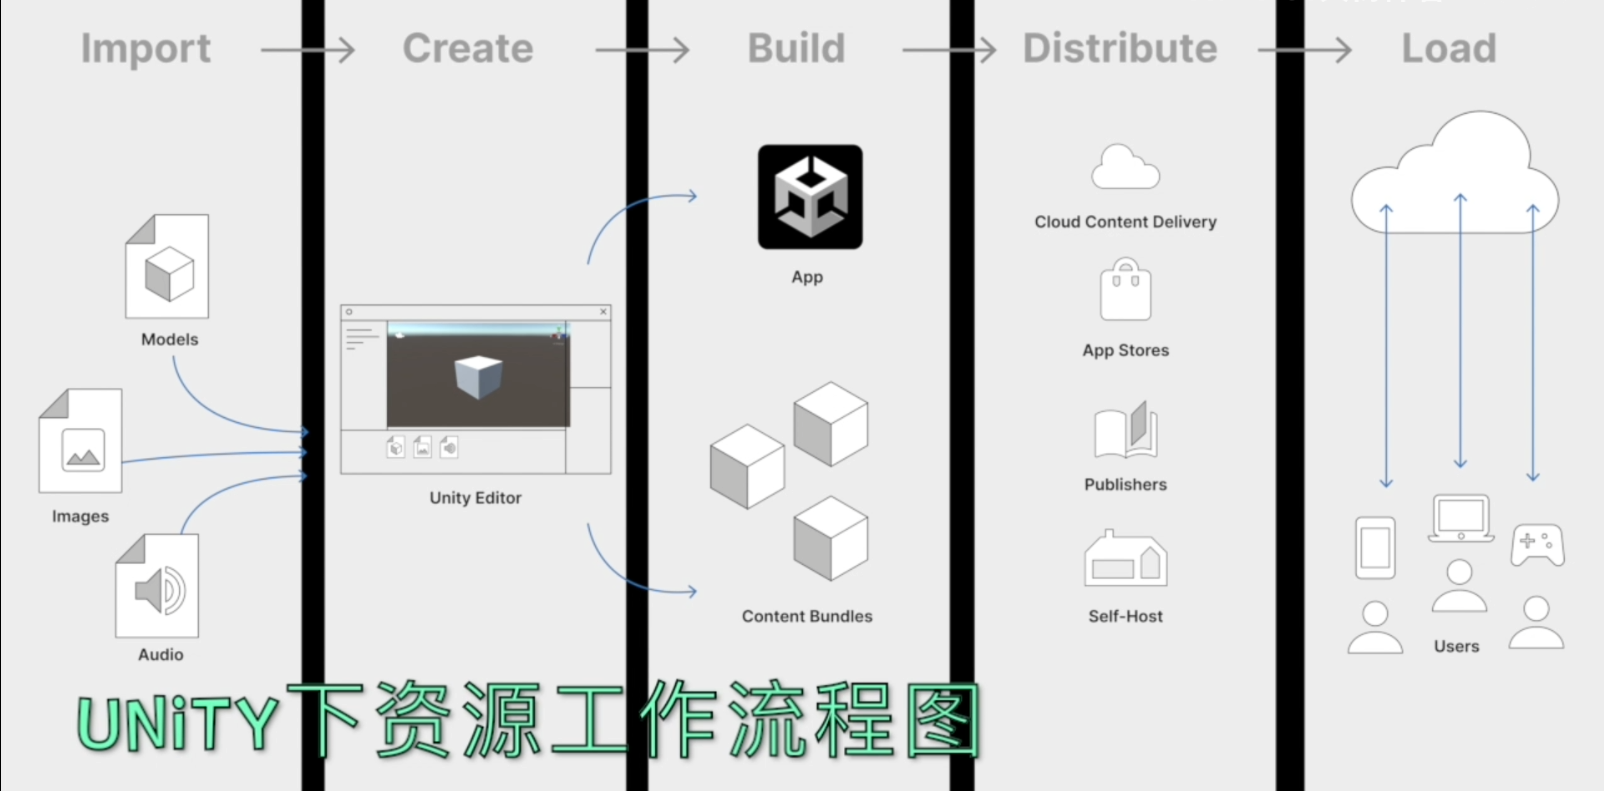 Import
Create
Build
Distribute
Load
Models
Images
Audio
Unity Editor
App
Content Bundles
Cloud Content Delivery
App Stores
Publishers
Self-Host
Users
UNiTY下资源工作流程图